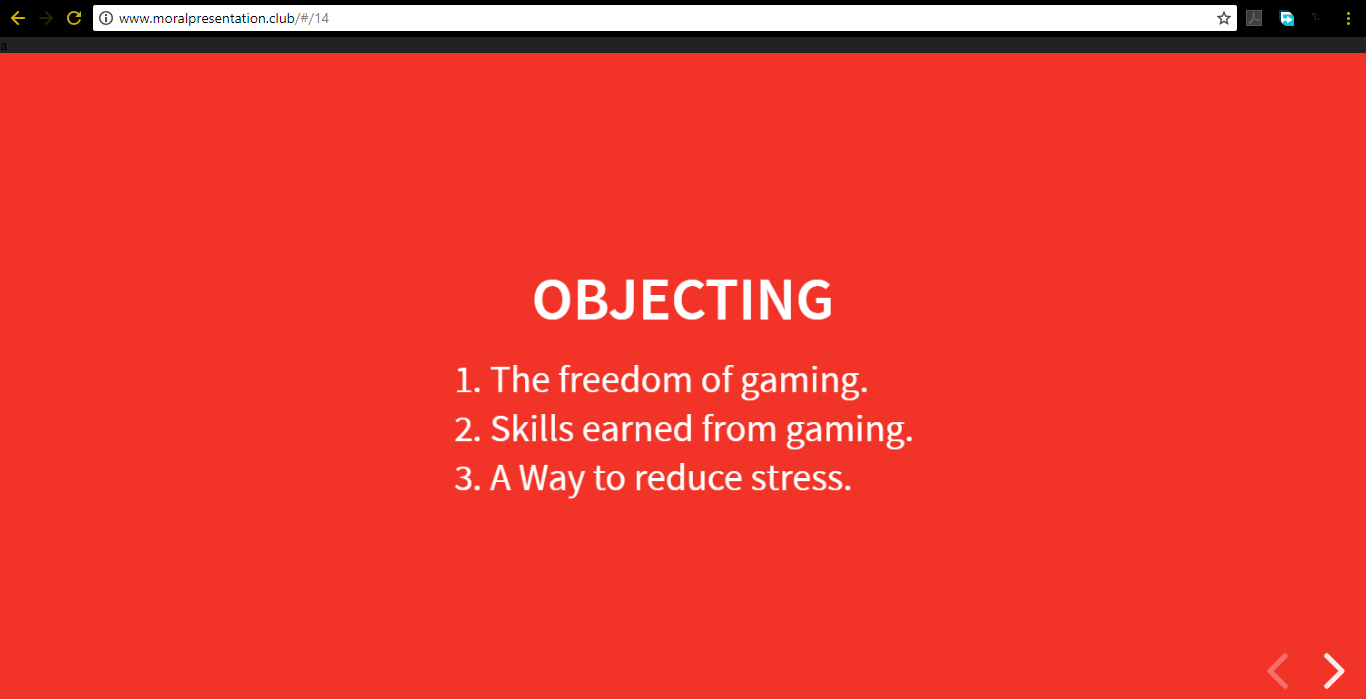 www.moralpresentation.club/#/14
a
OBJECTING
1. The freedom of gaming.
2. Skills earned from gaming.
3. A Way to reduce stress.